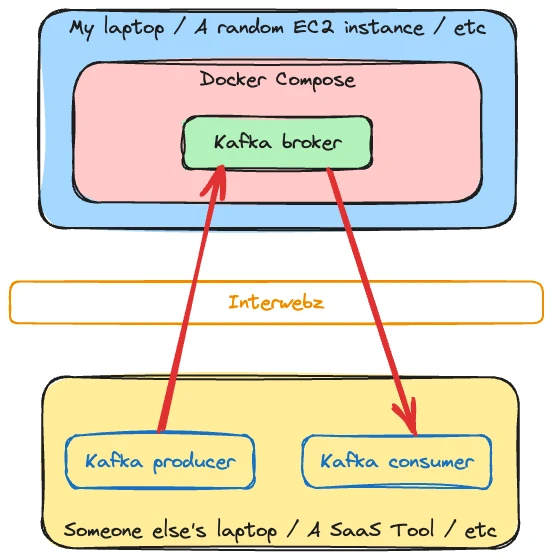 My laptop / A random EC2 instance / etc
Docker Compose
Kafka broker
Interwebz
Kafka producer
Kafka consumer
Someone else's laptop / A SaaS Tool / etc